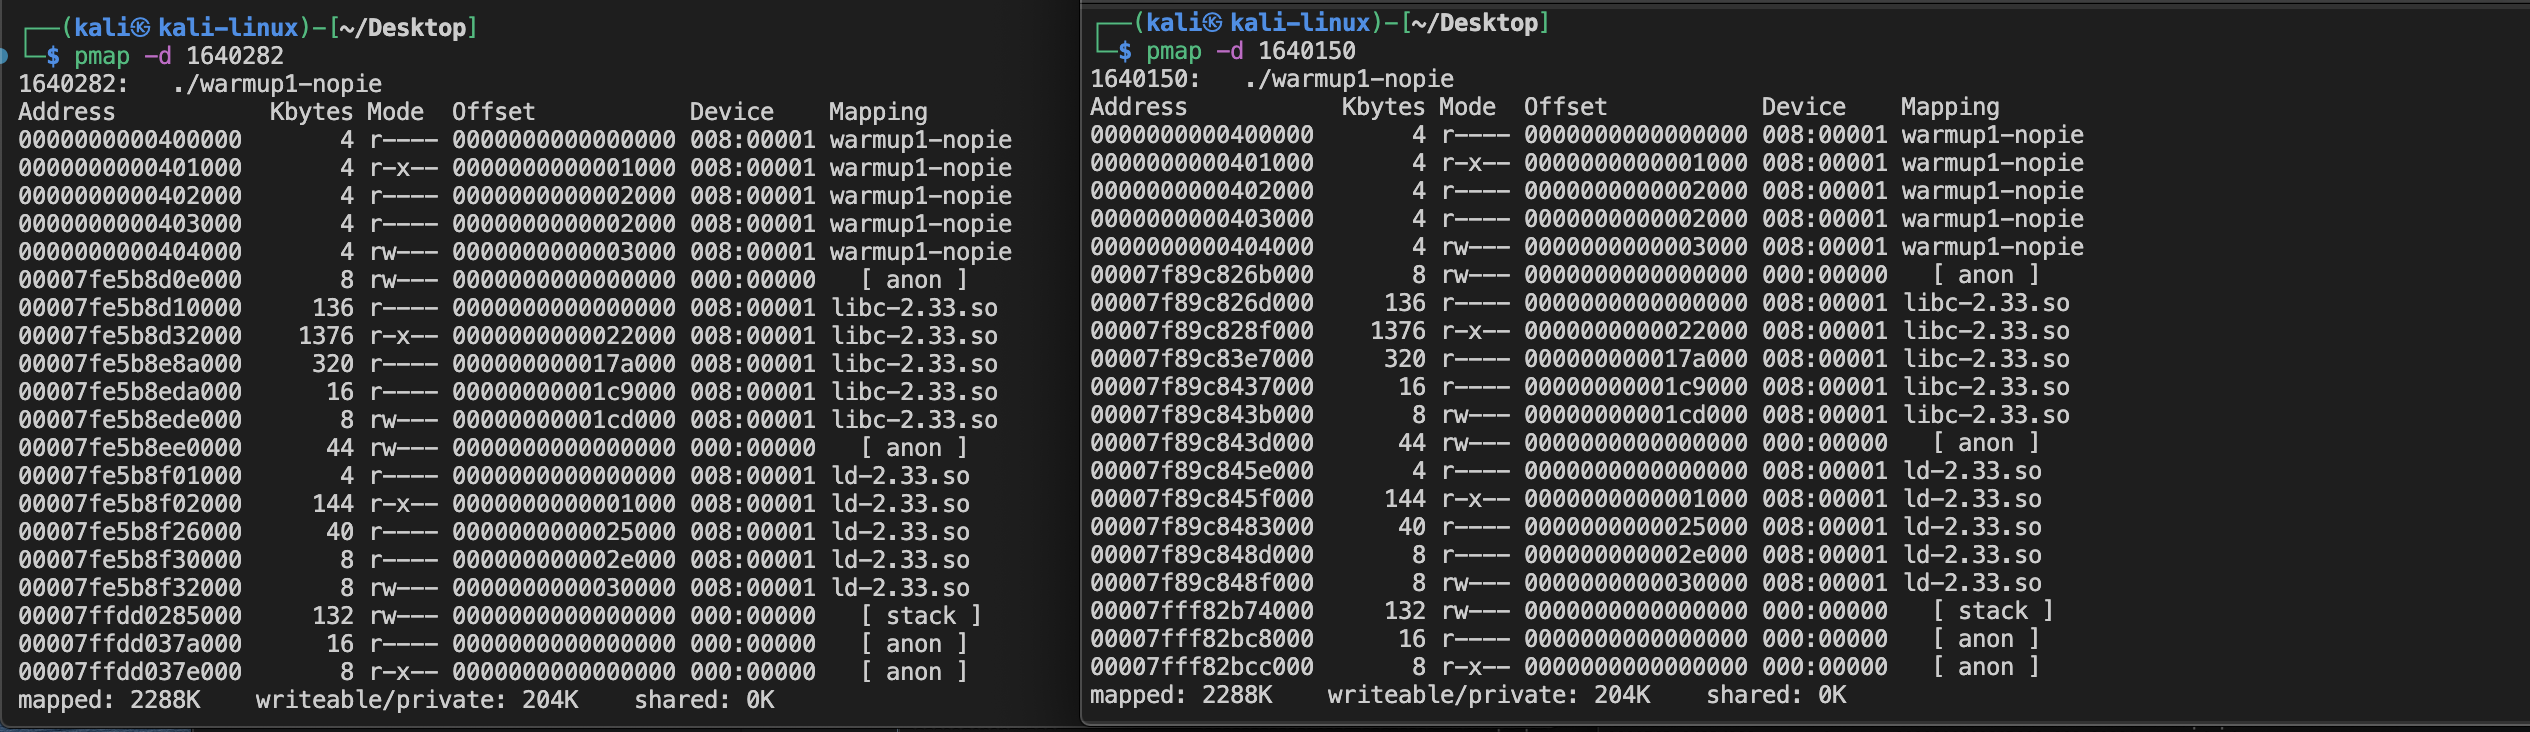 ┌──(kali㉿kali-linux)-[~/Desktop]
└─$ pmap -d 1640282
1640282:   ./warmup1-nopie
Address           Kbytes Mode  Offset           Device    Mapping
0000000000400000       4 r---- 0000000000000000 008:00001 warmup1-nopie
0000000000401000       4 r-x-- 0000000000001000 008:00001 warmup1-nopie
0000000000402000       4 r---- 0000000000002000 008:00001 warmup1-nopie
0000000000403000       4 r---- 0000000000002000 008:00001 warmup1-nopie
0000000000404000       4 rw--- 0000000000003000 008:00001 warmup1-nopie
00007fe5b8d0e000       8 rw--- 0000000000000000 000:00000   [ anon ]
00007fe5b8d10000     136 r---- 0000000000000000 008:00001 libc-2.33.so
00007fe5b8d32000    1376 r-x-- 0000000000022000 008:00001 libc-2.33.so
00007fe5b8e8a000     320 r---- 000000000017a000 008:00001 libc-2.33.so
00007fe5b8eda000      16 r---- 00000000001c9000 008:00001 libc-2.33.so
00007fe5b8ede000       8 rw--- 00000000001cd000 008:00001 libc-2.33.so
00007fe5b8ee0000      44 rw--- 0000000000000000 000:00000   [ anon ]
00007fe5b8f01000       4 r---- 0000000000000000 008:00001 ld-2.33.so
00007fe5b8f02000     144 r-x-- 0000000000001000 008:00001 ld-2.33.so
00007fe5b8f26000      40 r---- 0000000000025000 008:00001 ld-2.33.so
00007fe5b8f30000       8 r---- 000000000002e000 008:00001 ld-2.33.so
00007fe5b8f32000       8 rw--- 0000000000030000 008:00001 ld-2.33.so
00007ffdd0285000     132 rw--- 0000000000000000 000:00000   [ stack ]
00007ffdd037a000      16 r---- 0000000000000000 000:00000   [ anon ]
00007ffdd037e000       8 r-x-- 0000000000000000 000:00000   [ anon ]
mapped: 2288K    writeable/private: 204K    shared: 0K
┌──(kali㉿kali-linux)-[~/Desktop]
└─$ pmap -d 1640150
1640150:   ./warmup1-nopie
Address           Kbytes Mode  Offset           Device    Mapping
0000000000400000       4 r---- 0000000000000000 008:00001 warmup1-nopie
0000000000401000       4 r-x-- 0000000000001000 008:00001 warmup1-nopie
0000000000402000       4 r---- 0000000000002000 008:00001 warmup1-nopie
0000000000403000       4 r---- 0000000000002000 008:00001 warmup1-nopie
0000000000404000       4 rw--- 0000000000003000 008:00001 warmup1-nopie
00007f89c826b000       8 rw--- 0000000000000000 000:00000   [ anon ]
00007f89c826d000     136 r---- 0000000000000000 008:00001 libc-2.33.so
00007f89c828f000    1376 r-x-- 0000000000022000 008:00001 libc-2.33.so
00007f89c83e7000     320 r---- 000000000017a000 008:00001 libc-2.33.so
00007f89c8437000      16 r---- 00000000001c9000 008:00001 libc-2.33.so
00007f89c843b000       8 rw--- 00000000001cd000 008:00001 libc-2.33.so
00007f89c843d000      44 rw--- 0000000000000000 000:00000   [ anon ]
00007f89c845e000       4 r---- 0000000000000000 008:00001 ld-2.33.so
00007f89c845f000     144 r-x-- 0000000000001000 008:00001 ld-2.33.so
00007f89c8483000      40 r---- 0000000000025000 008:00001 ld-2.33.so
00007f89c848d000       8 r---- 000000000002e000 008:00001 ld-2.33.so
00007f89c848f000       8 rw--- 0000000000030000 008:00001 ld-2.33.so
00007fff82b74000     132 rw--- 0000000000000000 000:00000   [ stack ]
00007fff82bc8000      16 r---- 0000000000000000 000:00000   [ anon ]
00007fff82bcc000       8 r-x-- 0000000000000000 000:00000   [ anon ]
mapped: 2288K    writeable/private: 204K    shared: 0K